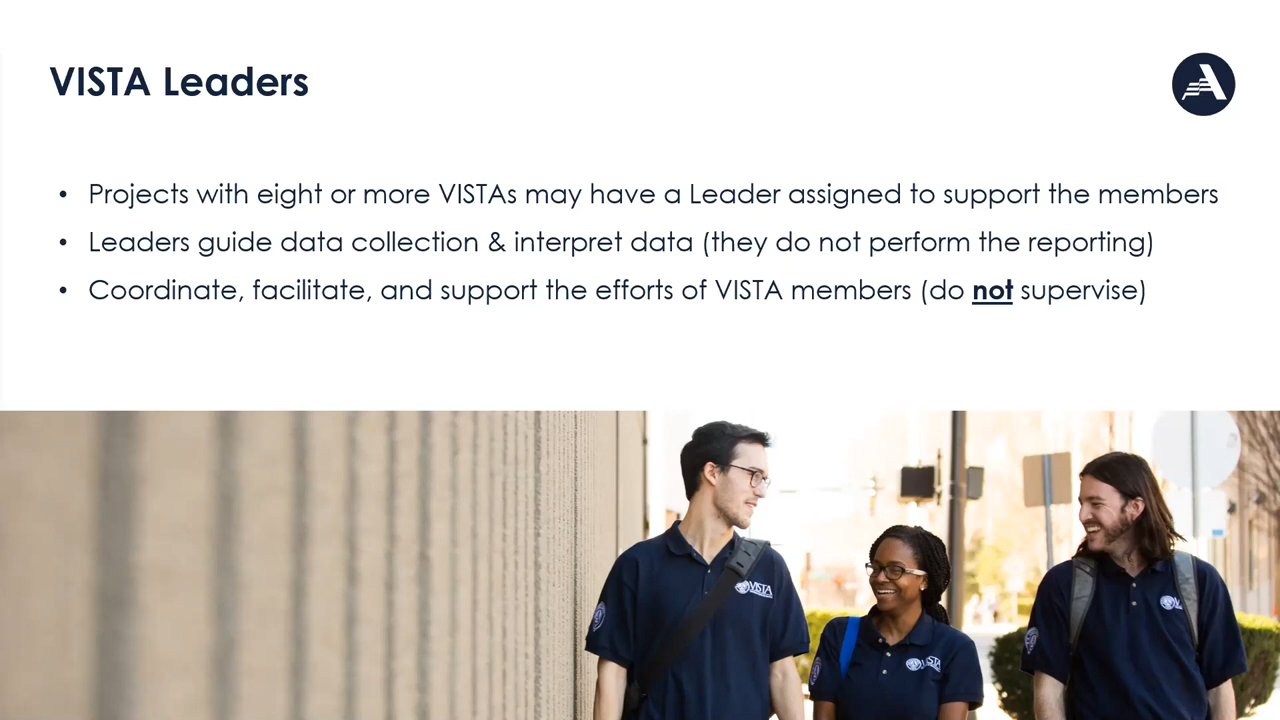 VISTA Leaders
• Projects with eight or more VISTAs may have a Leader assigned to support the members
• Leaders guide data collection & interpret data (they do not perform the reporting)
• Coordinate, facilitate, and support the efforts of VISTA members (do not supervise)
VISTA